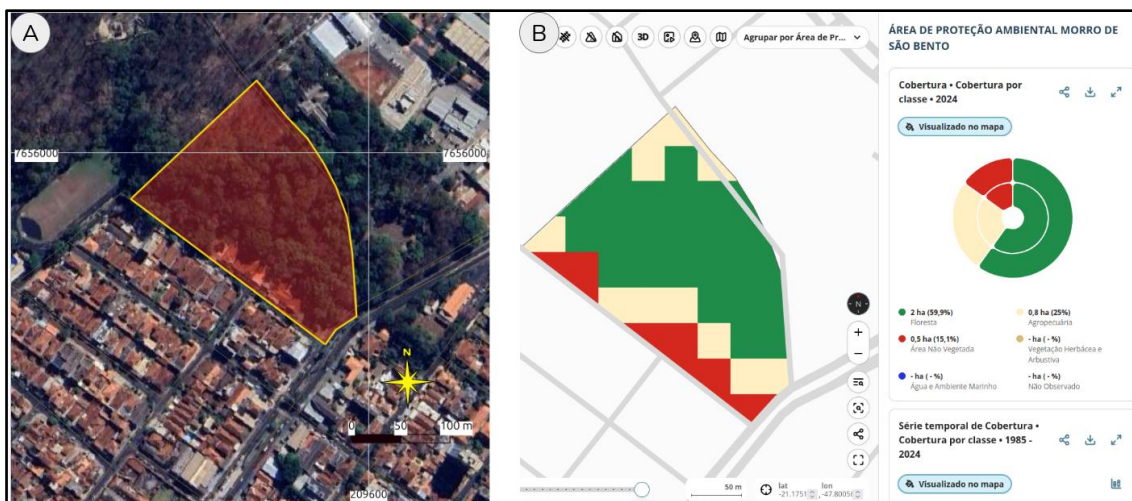 A
7656000
7656000
N
0 50 100 m
209600
B
3D
Agrupar por Área de Pr...
N
50 m
lat
-21.1751
lon
-47.8005
ÁREA DE PROTEÇÃO AMBIENTAL MORRO DE
SÃO BENTO
Cobertura • Cobertura por
classe • 2024
Visualizado no mapa
2 ha (59,9%)
Floresta
0,8 ha (25%)
Agropecuária
0,5 ha (15,1%)
Área Não Vegetada
- ha ( - %)
Vegetação Herbácea e
Arbustiva
- ha ( - %)
Água e Ambiente Marinho
- ha ( - %)
Não Observado
Série temporal de Cobertura •
Cobertura por classe • 1985 -
2024
Visualizado no mapa